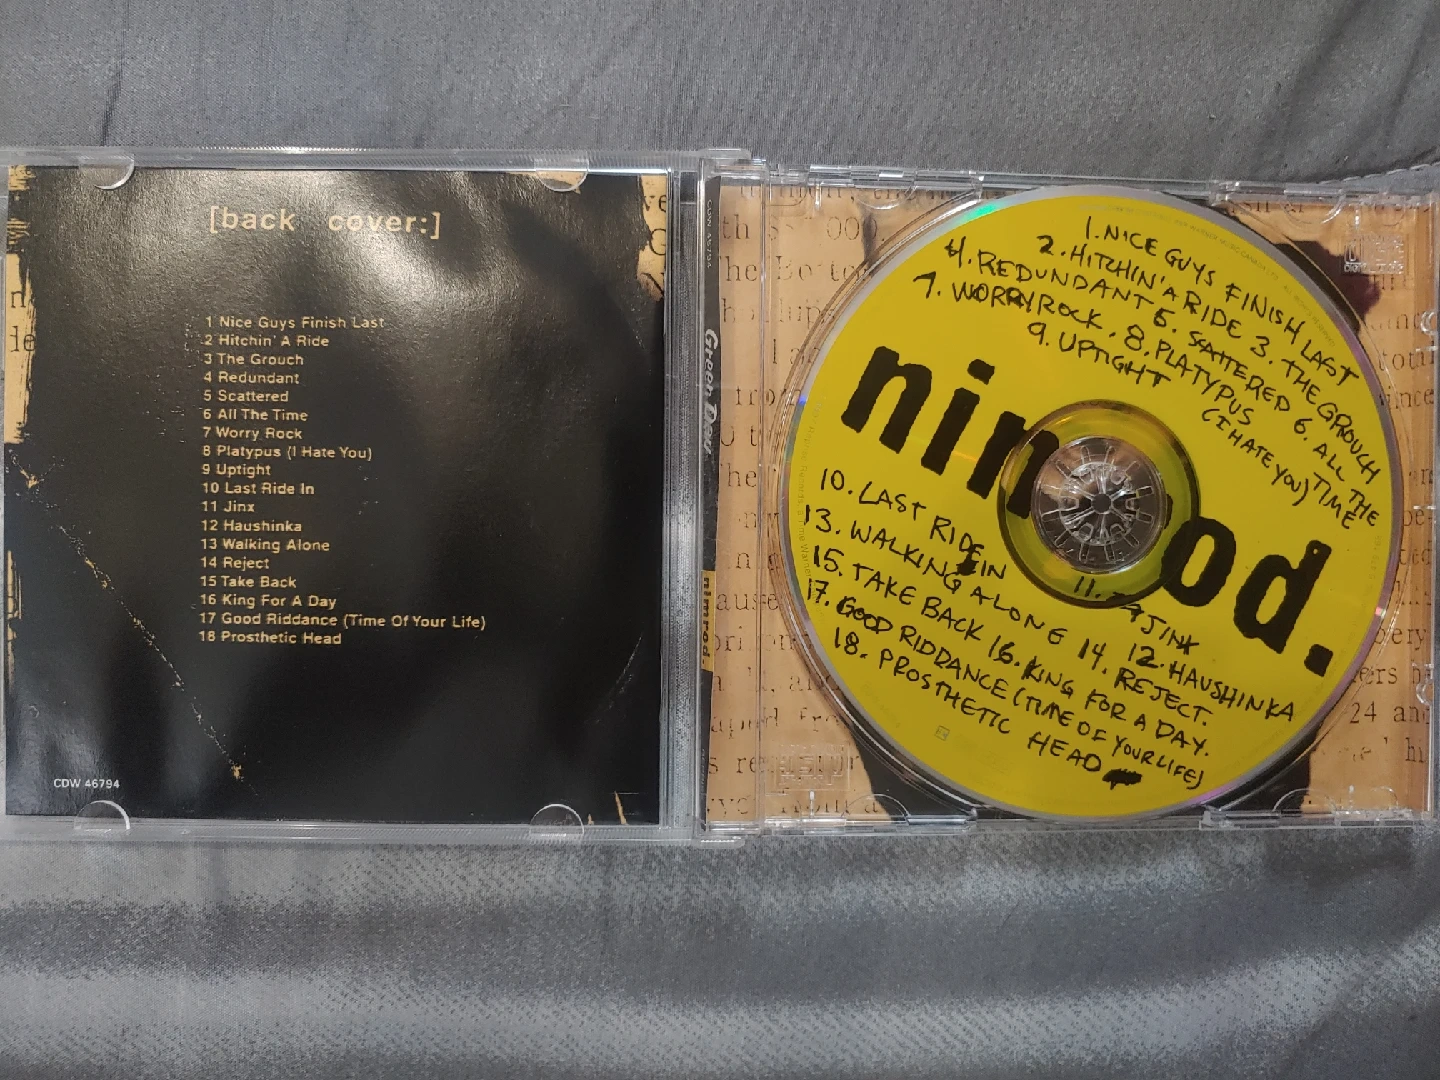 [back cover:]
1 Nice Guys Finish Last
2 Hitchin' A Ride
3 The Grouch
4 Redundant
5 Scattered
6 All The Time
7 Worry Rock
8 Platypus (I Hate You)
9 Uptight
10 Last Ride In
11 Jinx
12 Haushinka
13 Walking Alone
14 Reject
15 Take Back
16 King For A Day
17 Good Riddance (Time Of Your Life)
18 Prosthetic Head
CDW 46794
Green Day
nimrod.
1. NICE GUYS FINISH LAST
2. HITCHIN' A RIDE 3. THE GROUCH
4. REDUNDANT 5. SCATTERED 6. ALL THE TIME
7. WORRY ROCK. 8. PLATYPUS (I HATE YOU)
9. UPTIGHT
nimrod.
10. LAST RIDE IN
11. JINX
12. HAUSHINKA
13. WALKING ALONE 14. REJECT.
15. TAKE BACK 16. KING FOR A DAY.
17. GOOD RIDDANCE (TIME OF YOUR LIFE)
18. PROSTHETIC HEAD
24 and